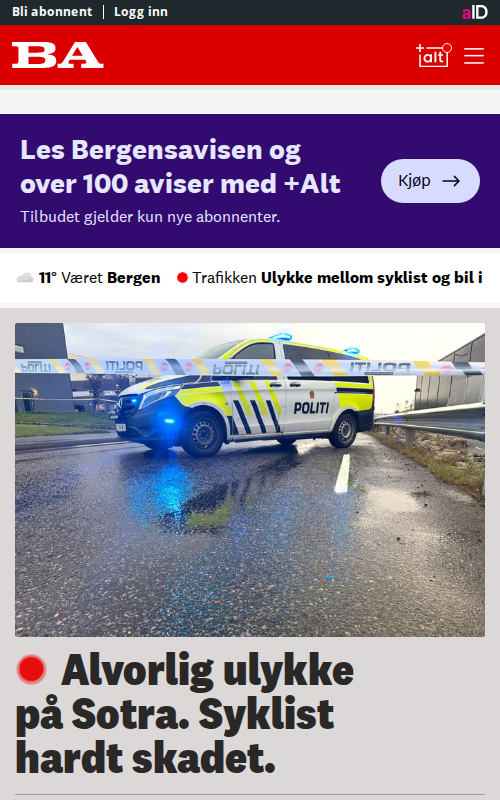 Bli abonnent | Logg inn
aID
BA
+alt
Les Bergensavisen og
over 100 aviser med +Alt
Tilbudet gjelder kun nye abonnenter.
Kjøp →
11° Været Bergen
Trafikken Ulykke mellom syklist og bil i
POLITI POLITI POLITI POLITI
POLITI
Alvorlig ulykke
på Sotra. Syklist
hardt skadet.